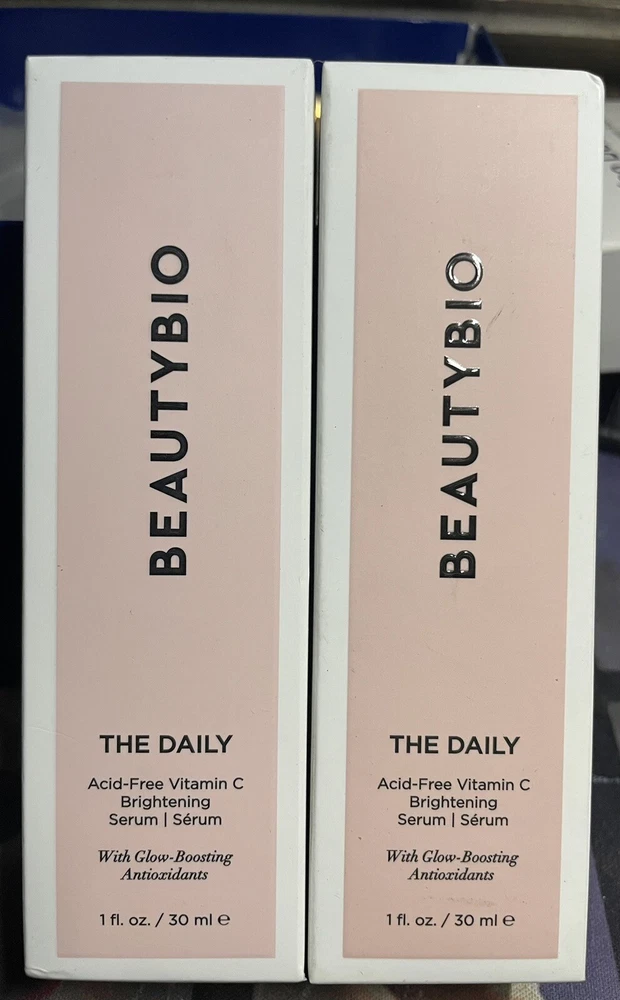 BEAUTYBIO
THE DAILY
Acid-Free Vitamin C
Brightening
Serum | Sérum
With Glow-Boosting
Antioxidants
1 fl. oz. / 30 ml ℮
BEAUTYBIO
THE DAILY
Acid-Free Vitamin C
Brightening
Serum | Sérum
With Glow-Boosting
Antioxidants
1 fl. oz. / 30 ml ℮